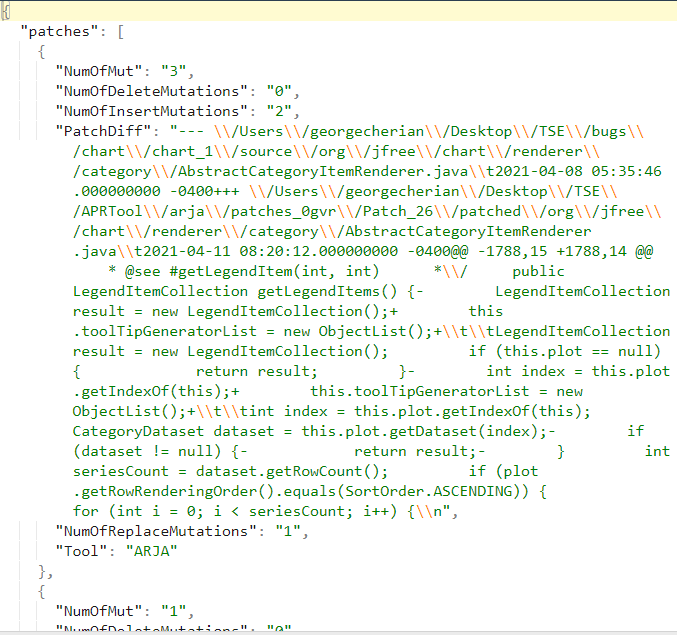 {
"patches": [
{
"NumOfMut": "3",
"NumOfDeleteMutations": "0",
"NumOfInsertMutations": "2",
"PatchDiff": "--- \\/Users\\/georgecherian\\/Desktop\\/TSE\\/bugs\\
/chart\\/chart_1\\/source\\/org\\/jfree\\/chart\\/renderer\\
/category\\/AbstractCategoryItemRenderer.java\\t2021-04-08 05:35:46
.000000000 -0400+++ \\/Users\\/georgecherian\\/Desktop\\/TSE\\
/APRTool\\/arja\\/patches_0gvr\\/Patch_26\\/patched\\/org\\/jfree\\
/chart\\/renderer\\/category\\/AbstractCategoryItemRenderer
.java\\t2021-04-11 08:20:12.000000000 -0400@@ -1788,15 +1788,14 @@
* @see #getLegendItem(int, int)      *\\/     public
LegendItemCollection getLegendItems() {-        LegendItemCollection
result = new LegendItemCollection();+        this
.toolTipGeneratorList = new ObjectList();+\\t\\tLegendItemCollection
result = new LegendItemCollection();         if (this.plot == null)
{             return result;         }-        int index = this.plot
.getIndexOf(this);+        this.toolTipGeneratorList = new
ObjectList();+\\t\\tint index = this.plot.getIndexOf(this);
CategoryDataset dataset = this.plot.getDataset(index);-        if
(dataset != null) {-            return result;-        }         int
seriesCount = dataset.getRowCount();         if (plot
.getRowRenderingOrder().equals(SortOrder.ASCENDING)) {
for (int i = 0; i < seriesCount; i++) {\\n",
"NumOfReplaceMutations": "1",
"Tool": "ARJA"
},
{
"NumOfMut": "1",
"NumOfDeleteMutations": "0"